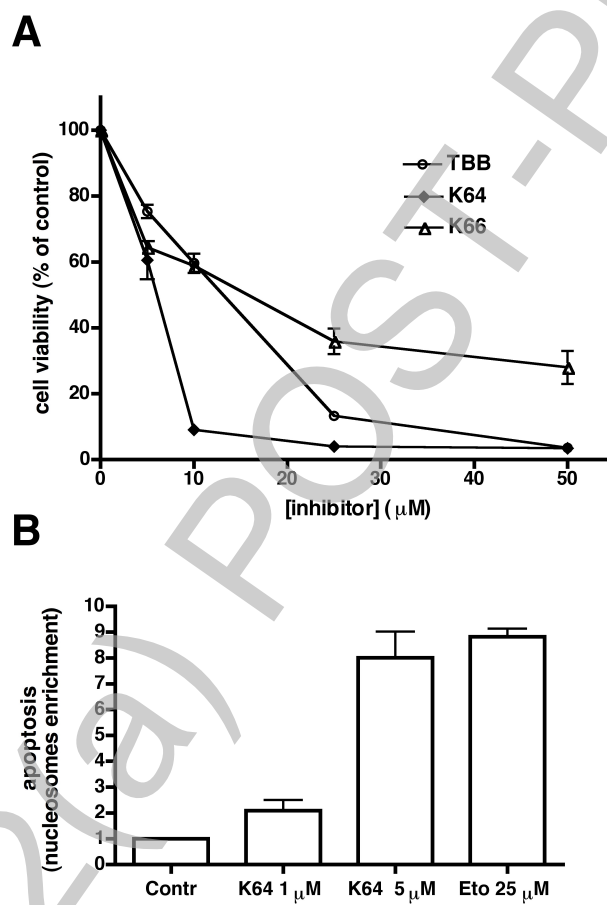 A
cell viability (% of control)
100
80
60
40
20
0
TBB
K64
K66
0 10 20 30 40 50
[inhibitor] ( μM)
B
apoptosis
(nucleosomes enrichment)
10
9
8
7
6
5
4
3
2
1
0
Contr K64 1 μM K64 5 μM Eto 25 μM
2(a) POST-P